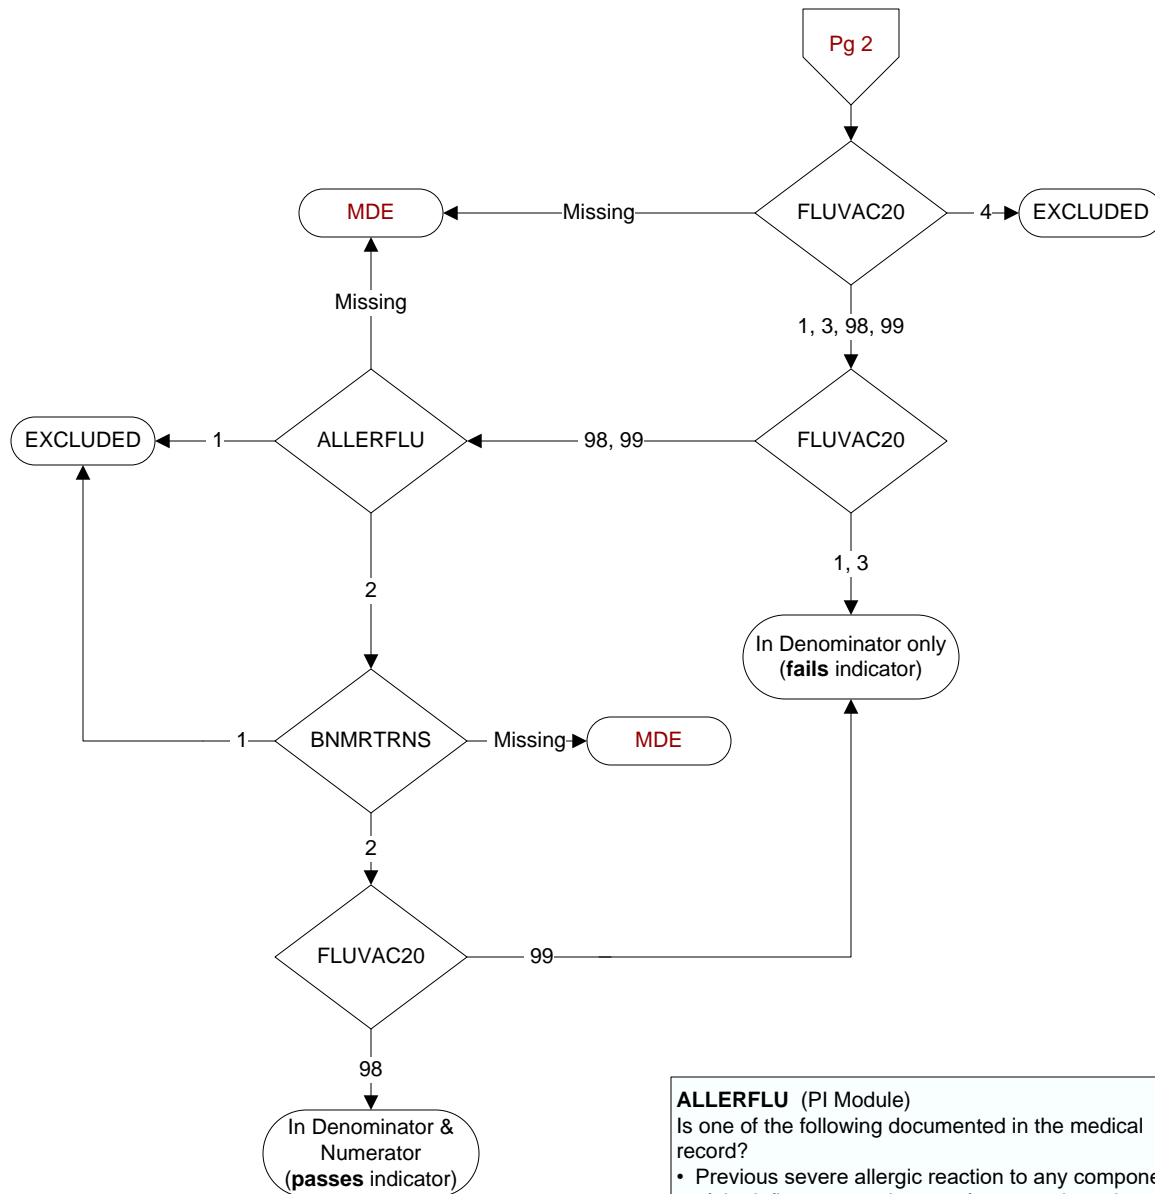 Pg 2
MDE
Missing
FLUVAC20
4
EXCLUDED
Missing
1, 3, 98, 99
EXCLUDED
1
ALLERFLU
98, 99
FLUVAC20
2
1, 3
In Denominator only
(fails indicator)
1
BNMRTRNS
Missing
MDE
2
FLUVAC20
99
98
In Denominator &
Numerator
(passes indicator)
ALLERFLU (PI Module)
Is one of the following documented in the medical
record?
• Previous severe allergic reaction to any